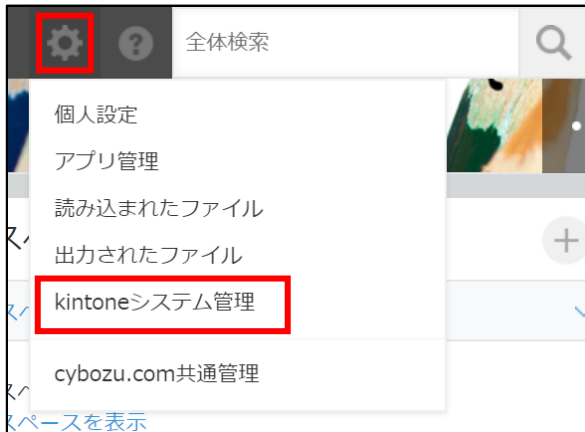 全体検索
個人設定
アプリ管理
読み込まれたファイル
出力されたファイル
kintoneシステム管理
cybozu.com共通管理
スペースを表示